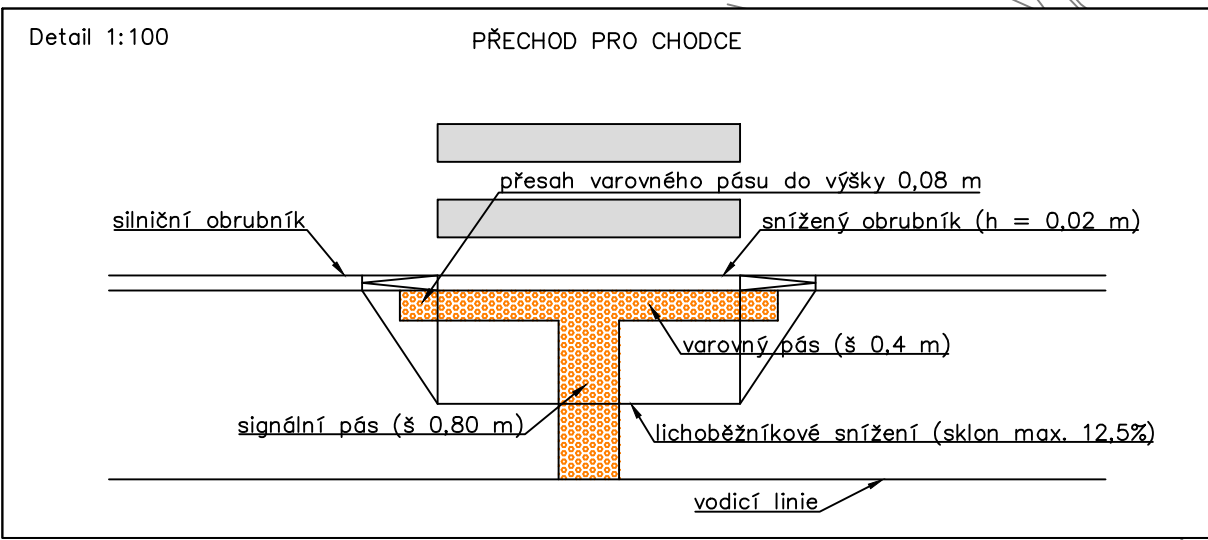 Detail 1:100
PŘECHOD PRO CHODCE
přesah varovného pásu do výšky 0,08 m
silniční obrubník
snížený obrubník (h = 0,02 m)
varovný pás (š 0,4 m)
signální pás (š 0,80 m)
lichoběžníkové snížení (sklon max. 12,5%)
vodicí linie